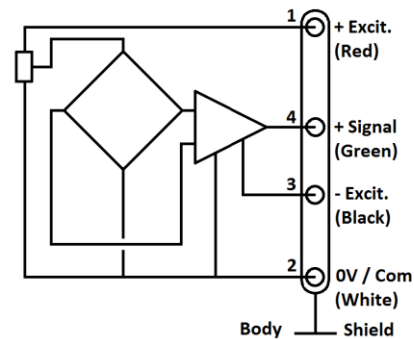 1
+ Excit.
(Red)
4
+ Signal
(Green)
3
- Excit.
(Black)
2
0V / Com
(White)
Body
Shield